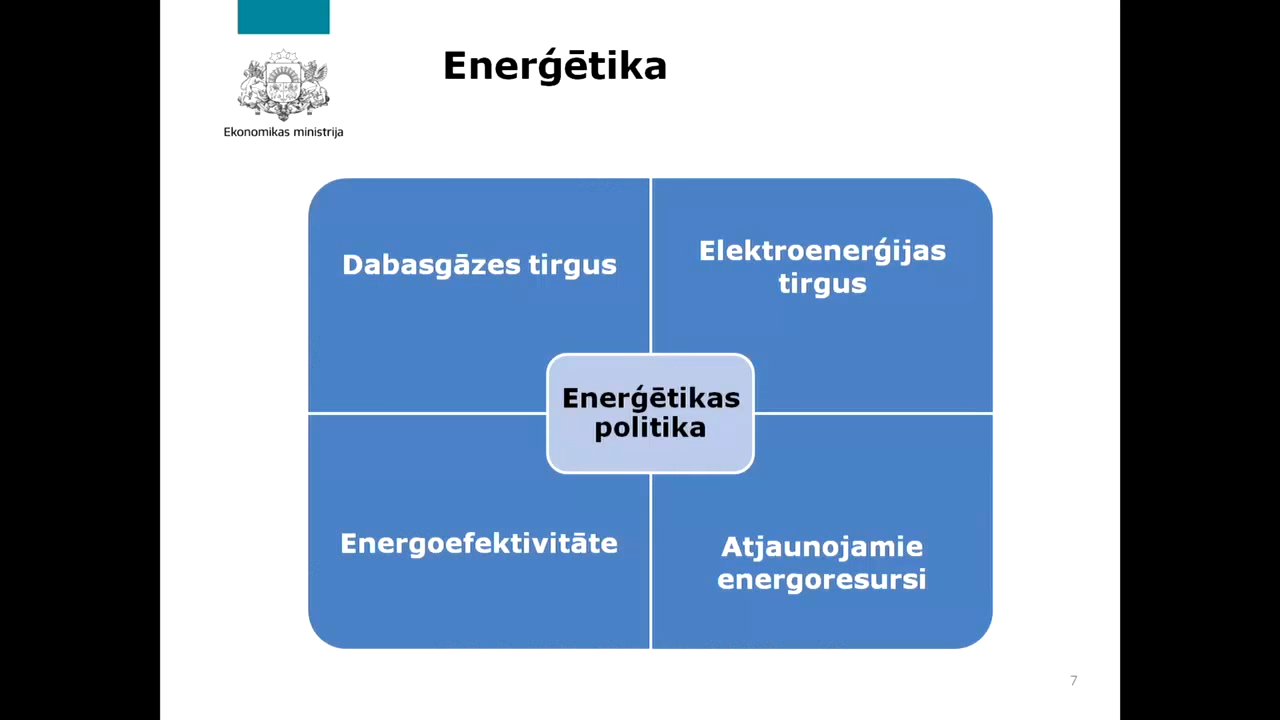 Enerģētika
Ekonomikas ministrija
Dabasgāzes tirgus
Elektroenerģijas
tirgus
Enerģētikas
politika
Energoefektivitāte
Atjaunojamie
energoresursi
7